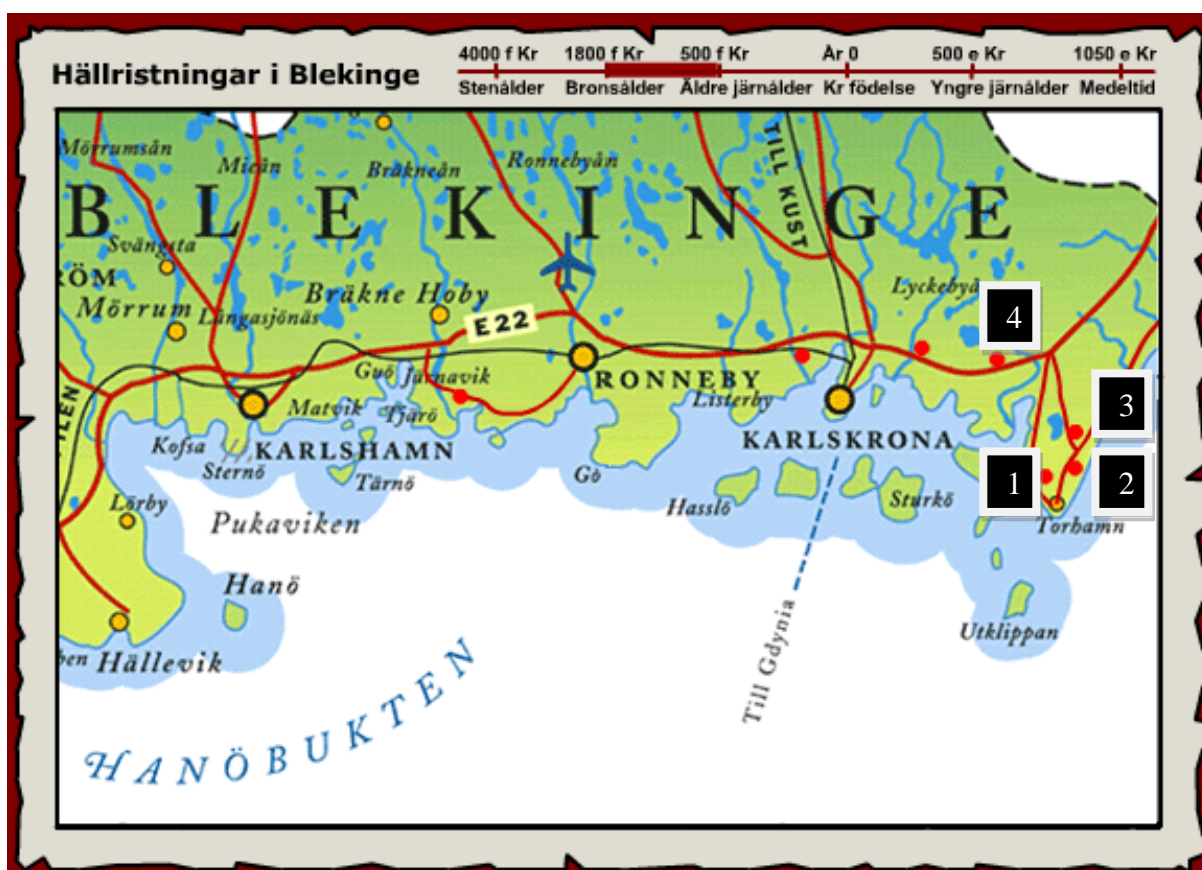 Hällristningar i Blekinge
4000 f Kr 1800 f Kr 500 f Kr År 0 500 e Kr 1050 e Kr
Stenålder Bronsålder Äldre järnålder Kr födelse Yngre järnålder Medeltid
Mörrumsån
Mieån
Bräkneån
Ronnebyån
TILL KUST
BLEKINGE
Svängsta
RÖM
Mörrum
Långasjönäs
Bräkne Hoby
E 22
Lyckebyå
4
Guö
Järnavik
RONNEBY
Listerby
Matvik
Tjärö
3
KARLSHAMN
KARLSKRONA
Kofsa
Sternö
Tärnö
Gö
Hasslö
Sturkö
1
2
Torhamn
Lörby
Pukaviken
Hanö
Utklippan
Hällevik
Till Gdynia
HANÖBUKTEN